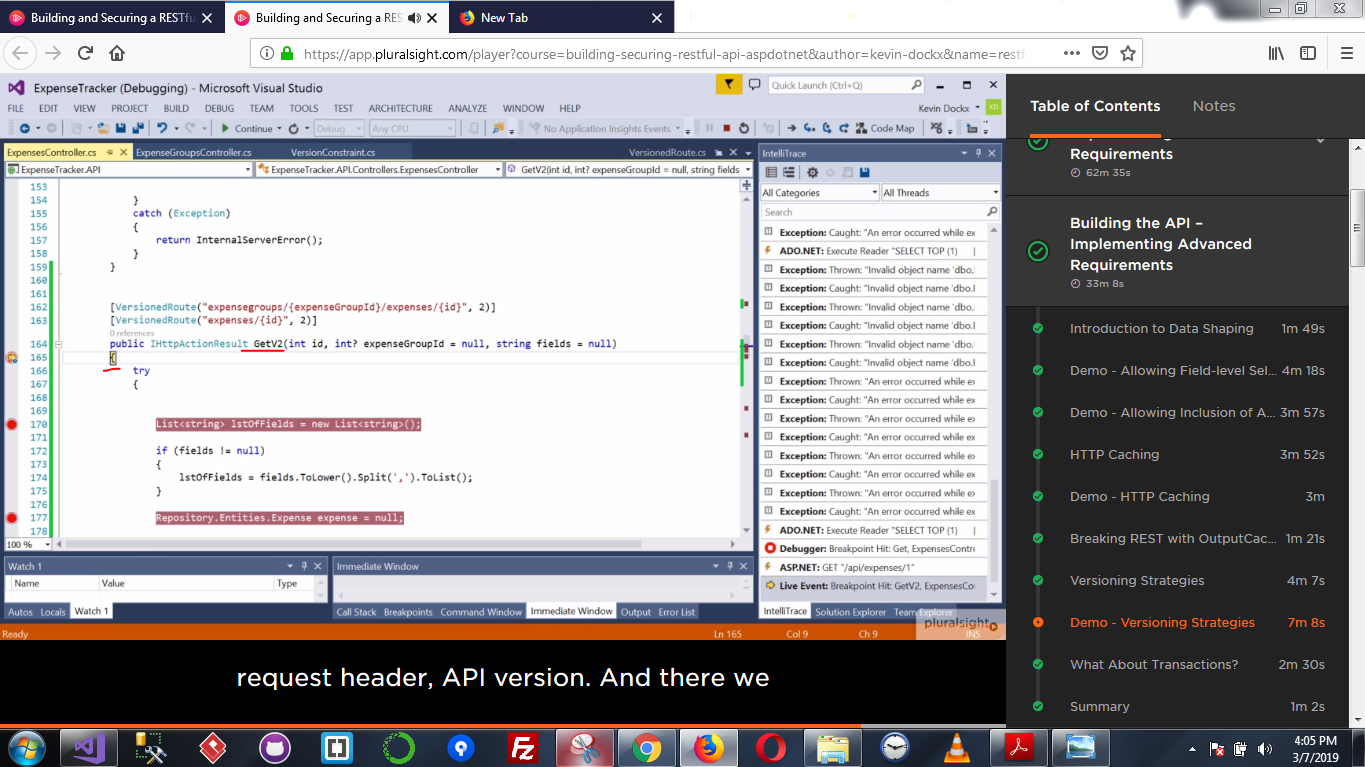 Building and Securing a RESTfu
Building and Securing a RES
New Tab
https://app.pluralsight.com/player?course=building-securing-restful-api-aspdotnet&author=kevin-dockx&name=restf
ExpenseTracker (Debugging) - Microsoft Visual Studio
Quick Launch (Ctrl+Q)
FILE EDIT VIEW PROJECT BUILD DEBUG TEAM TOOLS TEST ARCHITECTURE ANALYZE WINDOW HELP
Kevin Dockx KD
Continue Debug Any CPU No Application Insights Events Code Map
ExpensesController.cs ExpenseGroupsController.cs VersionConstraint.cs VersionedRoute.cs
ExpenseTracker.API ExpenseTracker.API.Controllers.ExpensesController GetV2(int id, int? expenseGroupId = null, string fields
153
154 }
155 catch (Exception)
156 {
157 return InternalServerError();
158 }
159 }
160
161
162 [VersionedRoute("expensegroups/{expenseGroupId}/expenses/{id}", 2)]
163 [VersionedRoute("expenses/{id}", 2)]
0 references
164 public IHttpActionResult GetV2(int id, int? expenseGroupId = null, string fields = null)
165 {
166 try
167 {
168
169
170 List<string> lstOfFields = new List<string>();
171
172 if (fields != null)
173 {
174 lstOfFields = fields.ToLower().Split(',').ToList();
175 }
176
177 Repository.Entities.Expense expense = null;
178
100 %
IntelliTrace
All Categories All Threads
Search
Exception: Caught: "An error occurred while ex
ADO.NET: Execute Reader "SELECT TOP (1)
Exception: Thrown: "Invalid object name 'dbo.I
Exception: Caught: "Invalid object name 'dbo.I
Exception: Thrown: "Invalid object name 'dbo.I
Exception: Caught: "Invalid object name 'dbo.I
Exception: Thrown: "Invalid object name 'dbo.I
Exception: Caught: "Invalid object name 'dbo.I
Exception: Thrown: "An error occurred while ex
Exception: Caught: "An error occurred while ex
Exception: Thrown: "An error occurred while ex
Exception: Caught: "An error occurred while ex
Exception: Thrown: "An error occurred while ex
Exception: Caught: "An error occurred while ex
Exception: Thrown: "An error occurred while ex
Exception: Caught: "An error occurred while ex
ADO.NET: Execute Reader "SELECT TOP (1)
Debugger: Breakpoint Hit: Get, ExpensesContro
ASP.NET: GET "/api/expenses/1"
Live Event: Breakpoint Hit: GetV2, ExpensesCo
IntelliTrace Solution Explorer Team Explorer
Watch 1
Name Value Type
Autos Locals Watch 1
Immediate Window
Call Stack Breakpoints Command Window Immediate Window Output Error List
Ready Ln 165 Col 9 Ch 9 INS
pluralsight
request header, API version. And there we
Table of Contents Notes
Requirements
62m 35s
Building the API –
Implementing Advanced
Requirements
33m 8s
Introduction to Data Shaping 1m 49s
Demo - Allowing Field-level Sel... 4m 18s
Demo - Allowing Inclusion of A... 3m 57s
HTTP Caching 3m 52s
Demo - HTTP Caching 3m
Breaking REST with OutputCac... 1m 21s
Versioning Strategies 4m 7s
Demo - Versioning Strategies 7m 8s
What About Transactions? 2m 30s
Summary 1m 2s
4:05 PM
3/7/2019